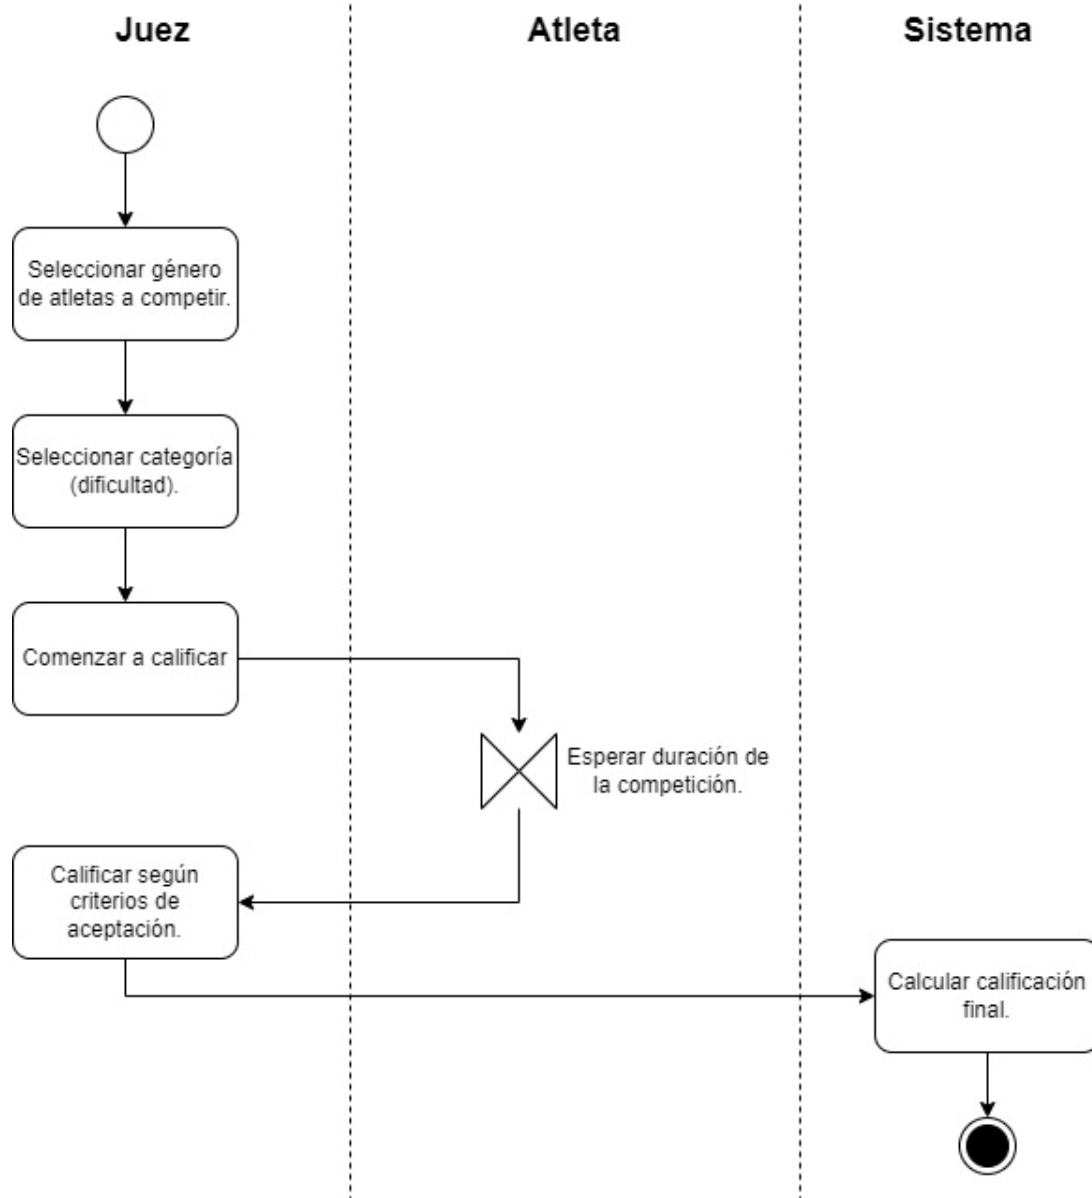 Juez
Atleta
Sistema
Seleccionar género
de atletas a competir.
Seleccionar categoría
(dificultad).
Comenzar a calificar
Esperar duración de
la competición.
Calificar según
criterios de
aceptación.
Calcular calificación
final.